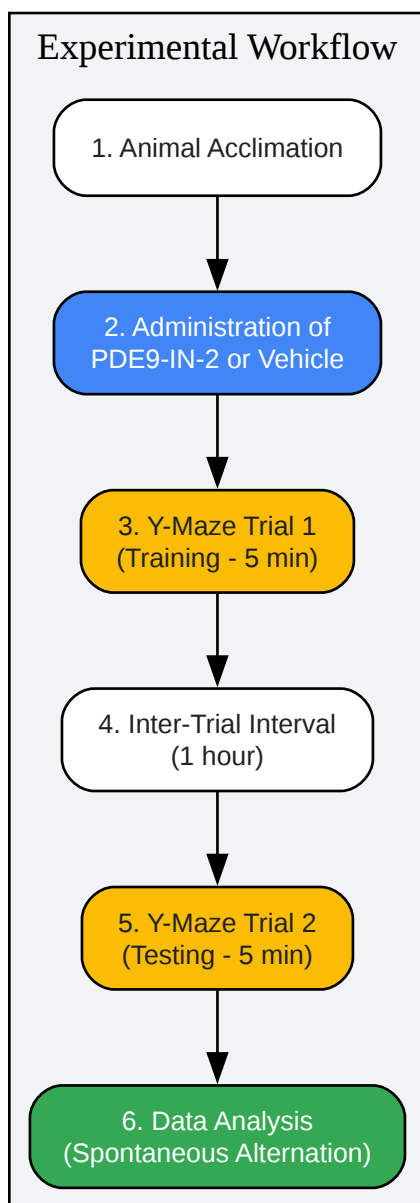 Experimental Workflow
1. Animal Acclimation
2. Administration of
PDE9-IN-2 or Vehicle
3. Y-Maze Trial 1
(Training - 5 min)
4. Inter-Trial Interval
(1 hour)
5. Y-Maze Trial 2
(Testing - 5 min)
6. Data Analysis
(Spontaneous Alternation)